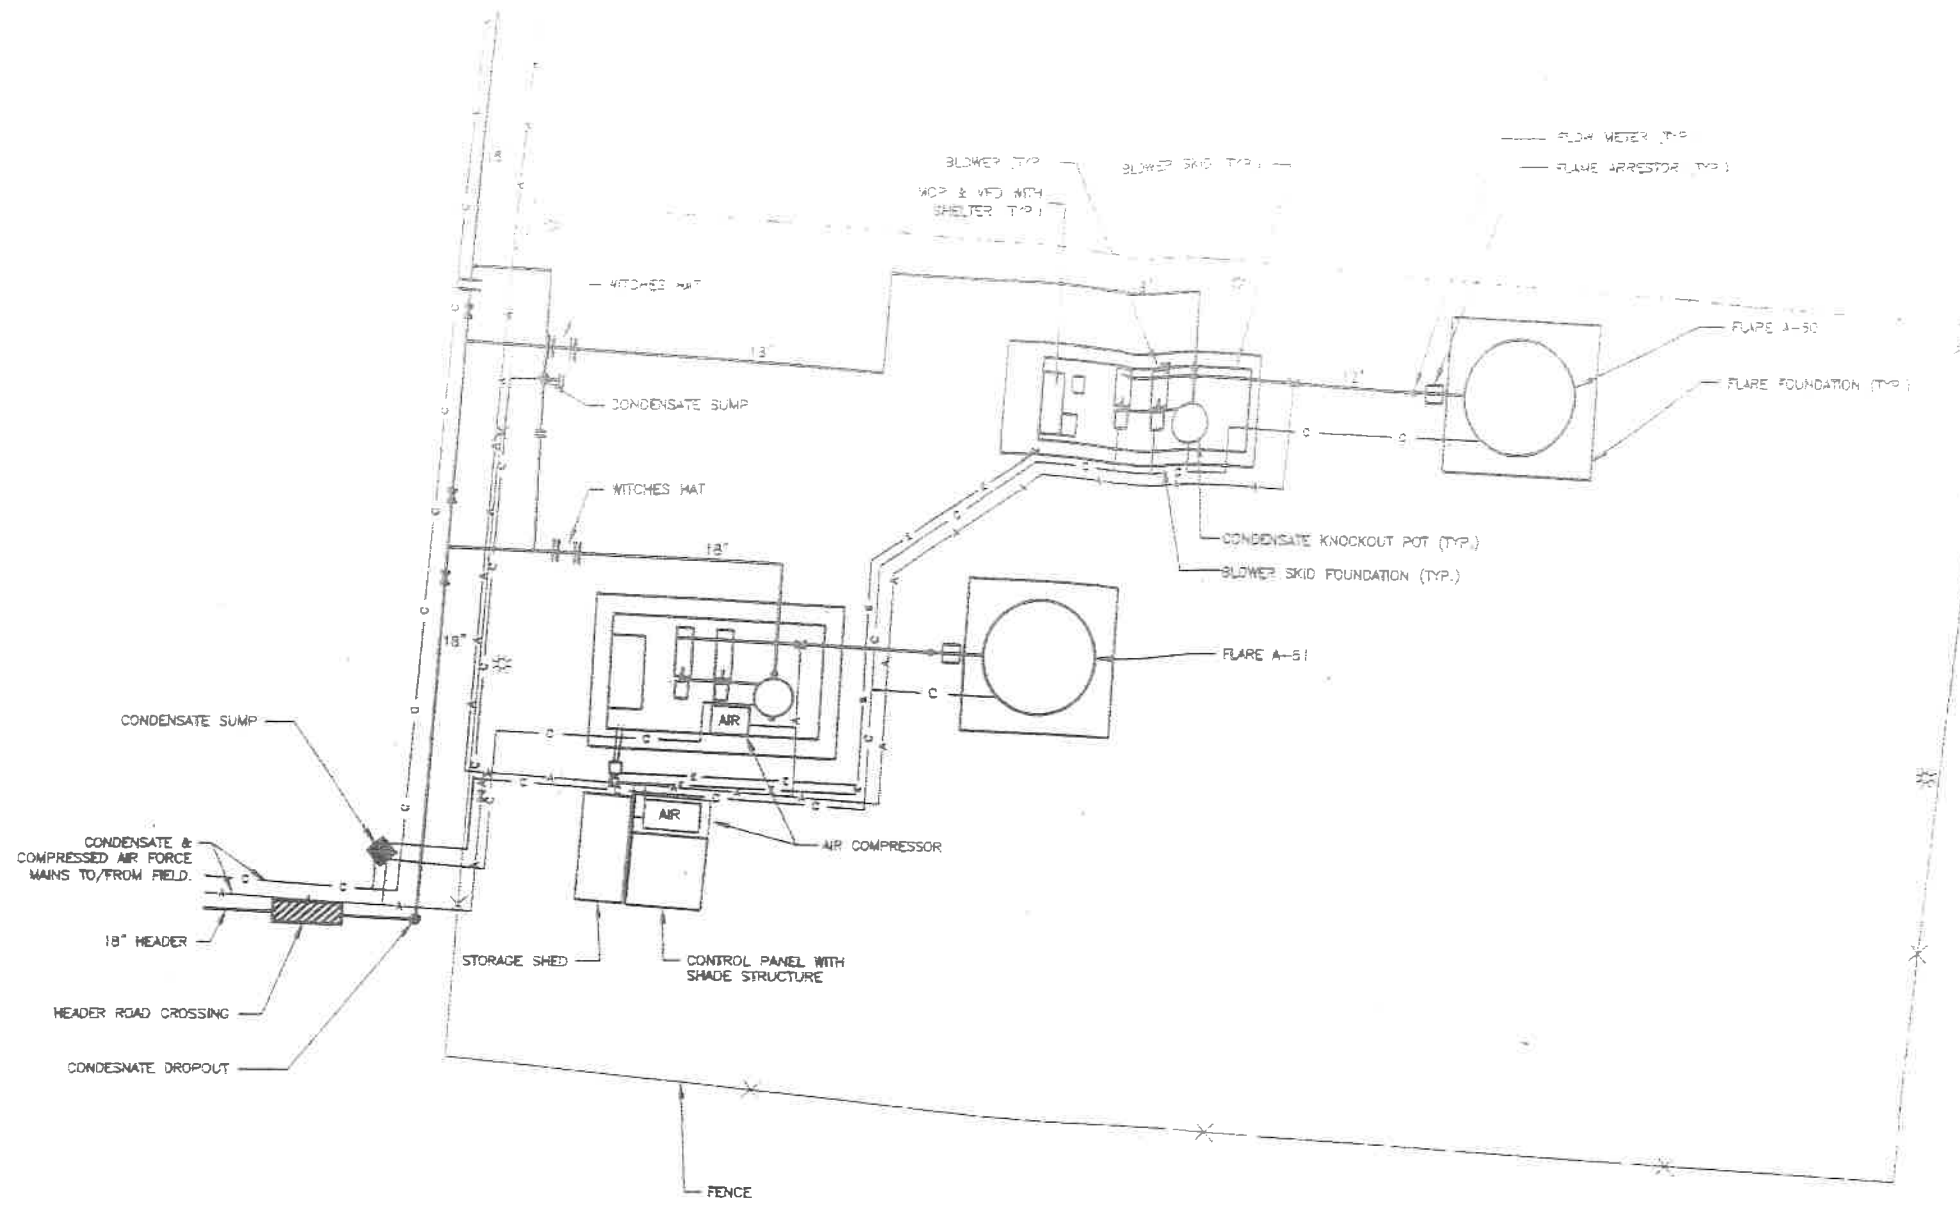 FLOW METER (TYP.)
FLAME ARRESTOR (TYP.)
BLOWER (TYP.
BLOWER SKID (TYP.)
MCP & VFD WITH
SHELTER (TYP.)
18"
WITCHES HAT
FLARE A-50
18"
12"
FLARE FOUNDATION (TYP.)
CONDENSATE SUMP
WITCHES HAT
18"
CONDENSATE KNOCKOUT POT (TYP.)
BLOWER SKID FOUNDATION (TYP.)
18"
FLARE A-51
CONDENSATE SUMP
AIR
AIR
AIR COMPRESSOR
CONDENSATE &
COMPRESSED AIR FORCE
MAINS TO/FROM FIELD.
18" HEADER
STORAGE SHED
CONTROL PANEL WITH
SHADE STRUCTURE
HEADER ROAD CROSSING
CONDESNATE DROPOUT
FENCE